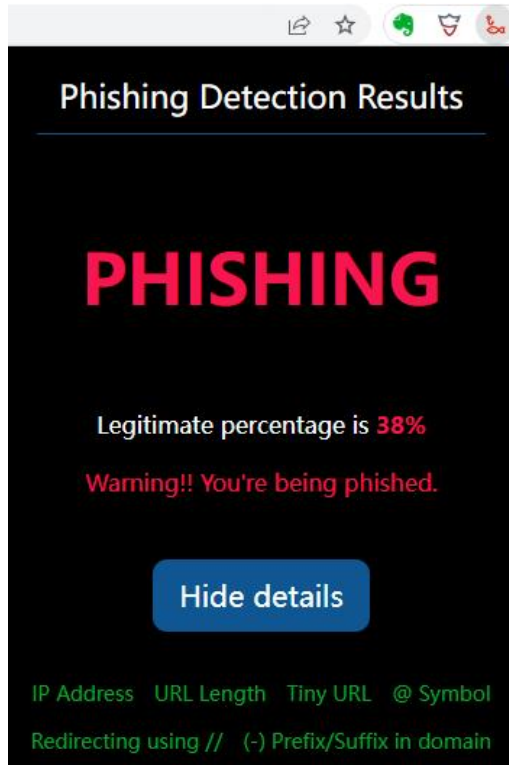 Phishing Detection Results
PHISHING
Legitimate percentage is 38%
Warning!! You're being phished.
Hide details
IP Address URL Length Tiny URL @ Symbol
Redirecting using // (-) Prefix/Suffix in domain